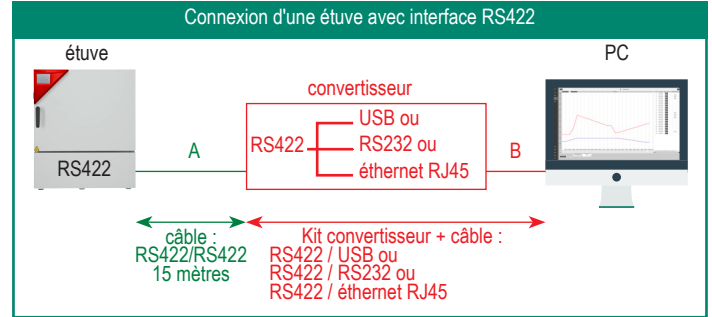 Connexion d'une étuve avec interface RS422
étuve
PC
convertisseur
USB ou
RS422
RS232 ou
éthernet RJ45
RS422
A
B
câble :
RS422/RS422
15 mètres
Kit convertisseur + câble :
RS422 / USB ou
RS422 / RS232 ou
RS422 / éthernet RJ45